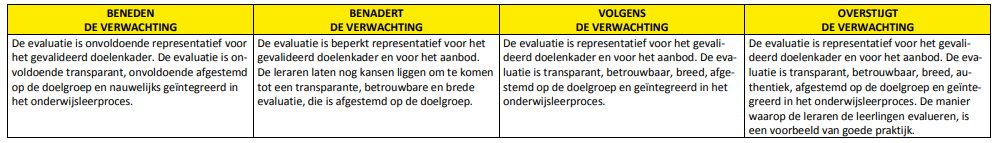 BENEDEN
DE VERWACHTING
De evaluatie is onvoldoende representatief voor
het gevalideerd doelenkader. De evaluatie is on-
voldoende transparant, onvoldoende afgestemd
op de doelgroep en nauwelijks geïntegreerd in
het onderwijsleerproces.
BENADERT
DE VERWACHTING
De evaluatie is beperkt representatief voor het
gevalideerd doelenkader en voor het aanbod.
De leraren laten nog kansen liggen om te komen
tot een transparante, betrouwbare en brede
evaluatie, die is afgestemd op de doelgroep.
VOLGENS
DE VERWACHTING
De evaluatie is representatief voor het gevali-
deerd doelenkader en voor het aanbod. De eva-
luatie is transparant, betrouwbaar, breed, afge-
stemd op de doelgroep en geïntegreerd in het
onderwijsleerproces.
OVERSTIJGT
DE VERWACHTING
De evaluatie is representatief voor het gevali-
deerd doelenkader en voor het aanbod. De eva-
luatie is transparant, betrouwbaar, breed, au-
thentiek, afgestemd op de doelgroep en geïnte-
greerd in het onderwijsleerproces. De manier
waarop de leraren de leerlingen evalueren, is
een voorbeeld van goede praktijk.